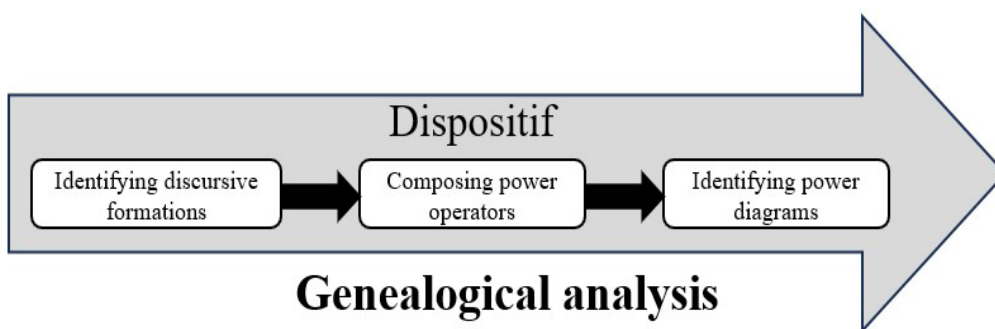 Dispositif
Identifying discursive
formations
Composing power
operators
Identifying power
diagrams
Genealogical analysis